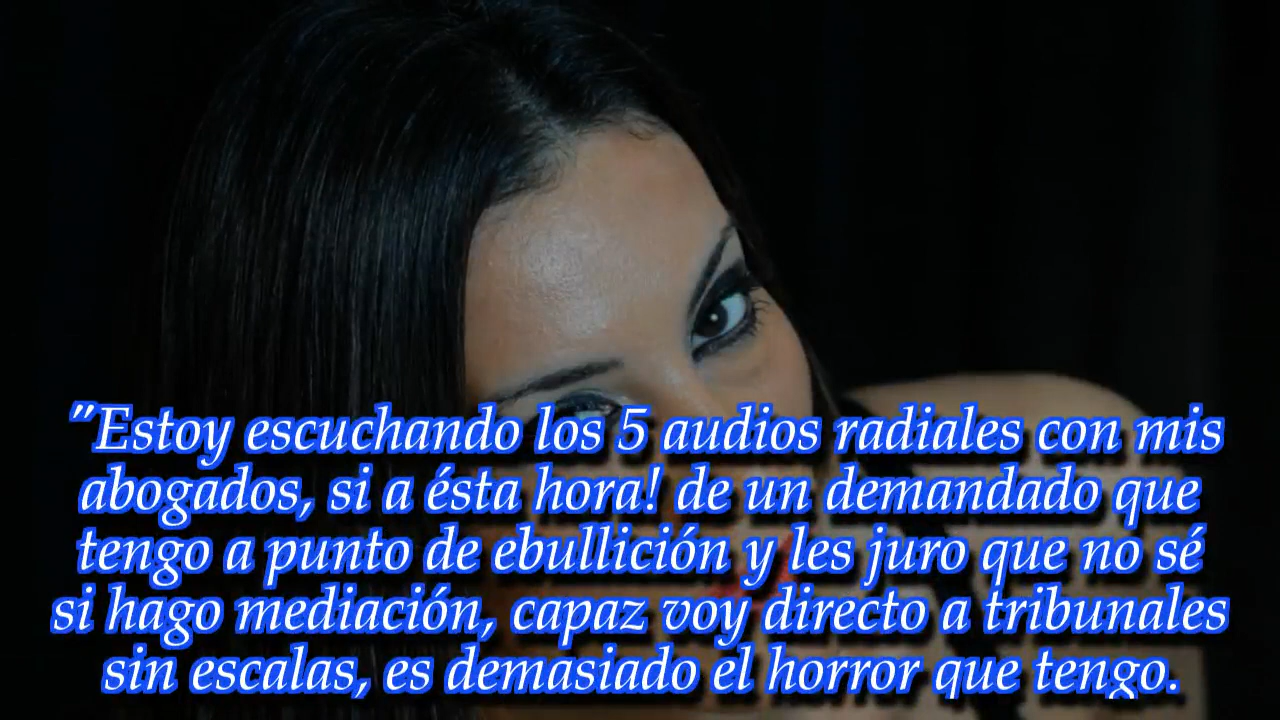 "Estoy escuchando los 5 audios radiales con mis
abogados, si a ésta hora! de un demandado que
tengo a punto de ebullición y les juro que no sé
si hago mediación, capaz voy directo a tribunales
sin escalas, es demasiado el horror que tengo.